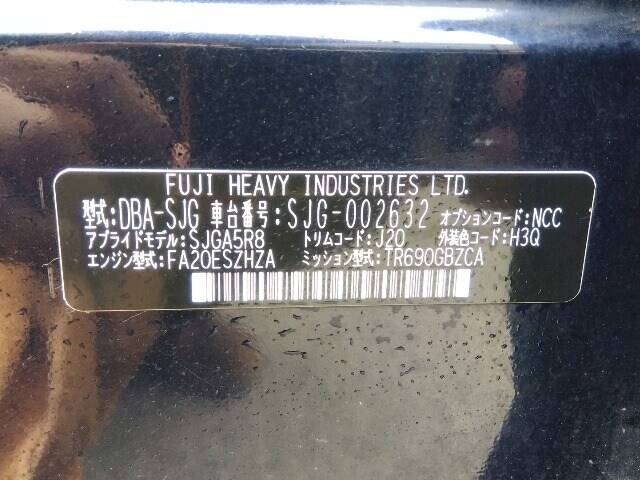 FUJI HEAVY INDUSTRIES LTD.
型式:DBA-SJG 車台番号:SJG-002632 オプションコード:NCC
アプライドモデル:SJGA5R8 トリムコード:J20 外装色コード:H3Q
エンジン型式:FA20ESZHZA ミッション型式:TR690GBZCA